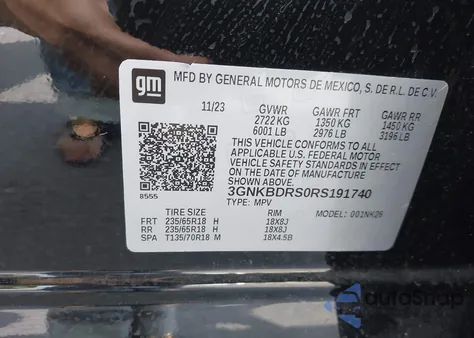 gm
MFD BY GENERAL MOTORS DE MEXICO, S. DE R.L. DE C.V.
11/23 GVWR GAWR FRT GAWR RR
2722 KG 1350 KG 1450 KG
6001 LB 2976 LB 3196 LB
THIS VEHICLE CONFORMS TO ALL
APPLICABLE U.S. FEDERAL MOTOR
VEHICLE SAFETY STANDARDS IN EFFECT ON THE
DATE OF MANUFACTURE
SHOWN ABOVE.
3GNKBDRS0RS191740
8555
TYPE: MPV MODEL: 001NK26
TIRE SIZE RIM
FRT 235/65R18 H 18X8J
RR 235/65R18 H 18X8J
SPA T135/70R18 M 18X4.5B
autosnap